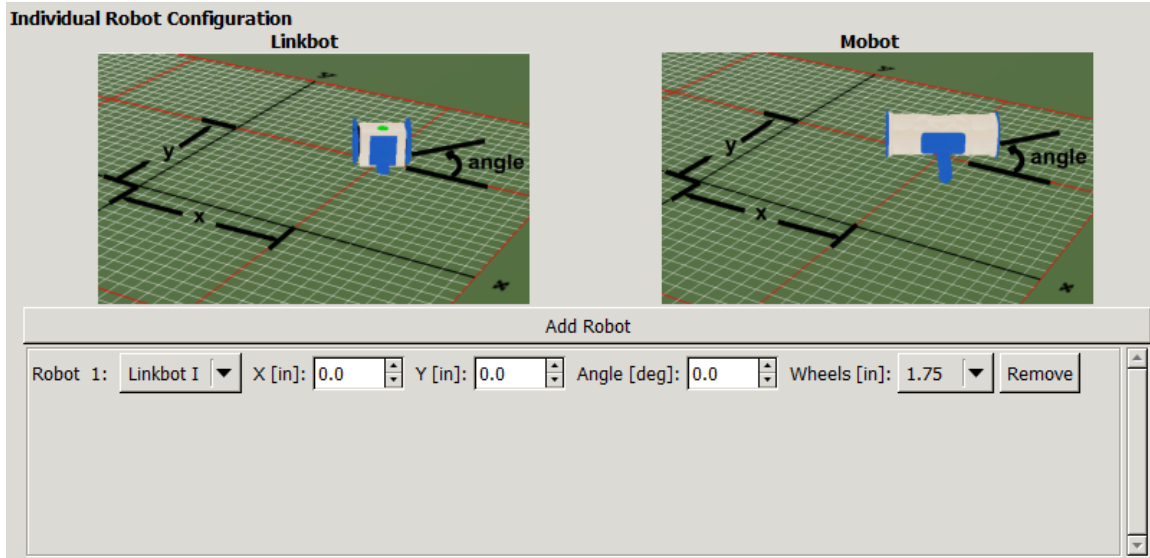 Individual Robot Configuration
Linkbot
Mobot
y
y
y
angle
x
x
y
angle
x
x
Add Robot
Robot 1: Linkbot I X [in]: 0.0 Y [in]: 0.0 Angle [deg]: 0.0 Wheels [in]: 1.75 Remove